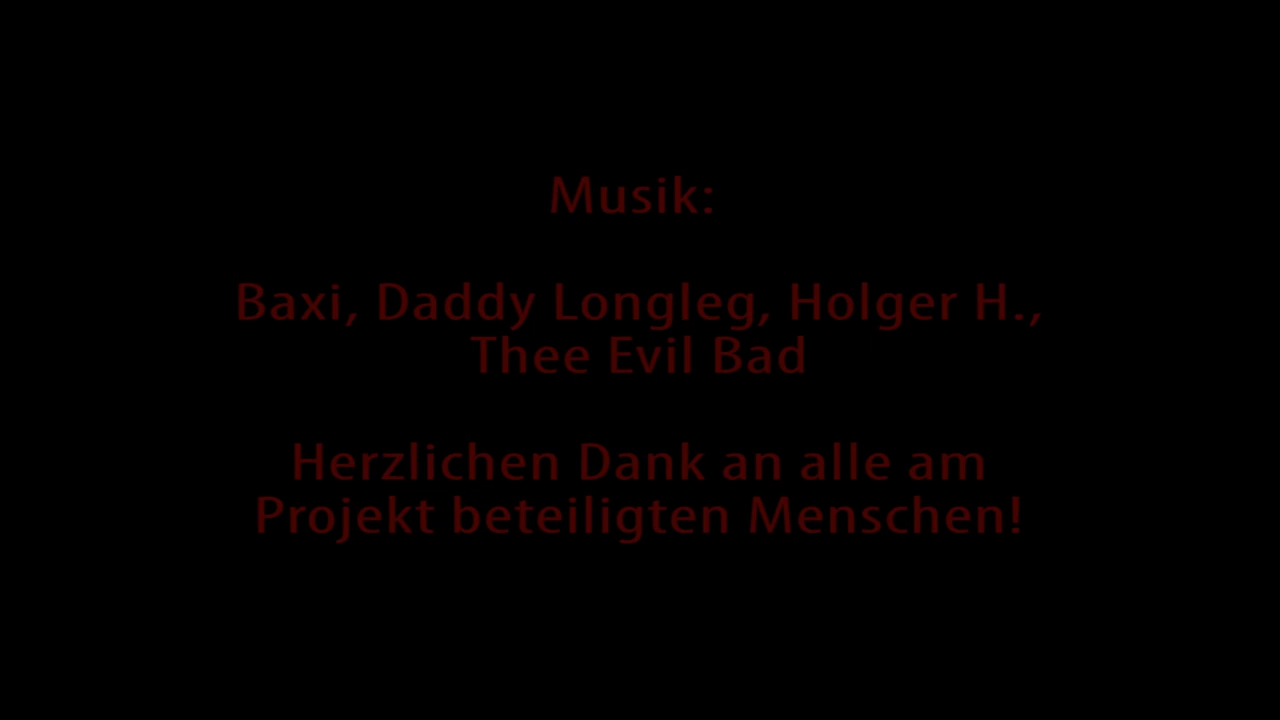 Musik:
Baxi, Daddy Longleg, Holger H.,
Thee Evil Bad
Herzlichen Dank an alle am
Projekt beteiligten Menschen!